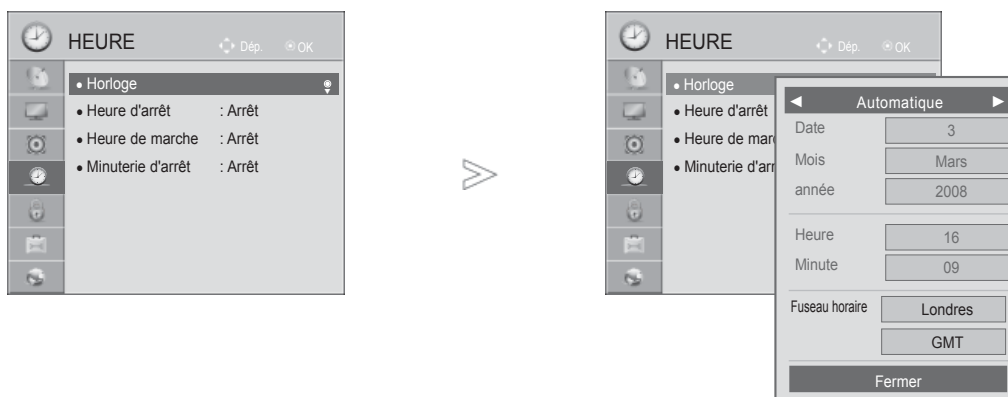 HEURE Dép. OK
• Horloge
• Heure d'arrêt : Arrêt
• Heure de marche : Arrêt
• Minuterie d'arrêt : Arrêt
HEURE Dép. OK
• Horloge
• Heure d'arrêt
• Heure de mar
• Minuterie d'arr
◄ Automatique ►
Date 3
Mois Mars
année 2008
Heure 16
Minute 09
Fuseau horaire Londres
GMT
Fermer